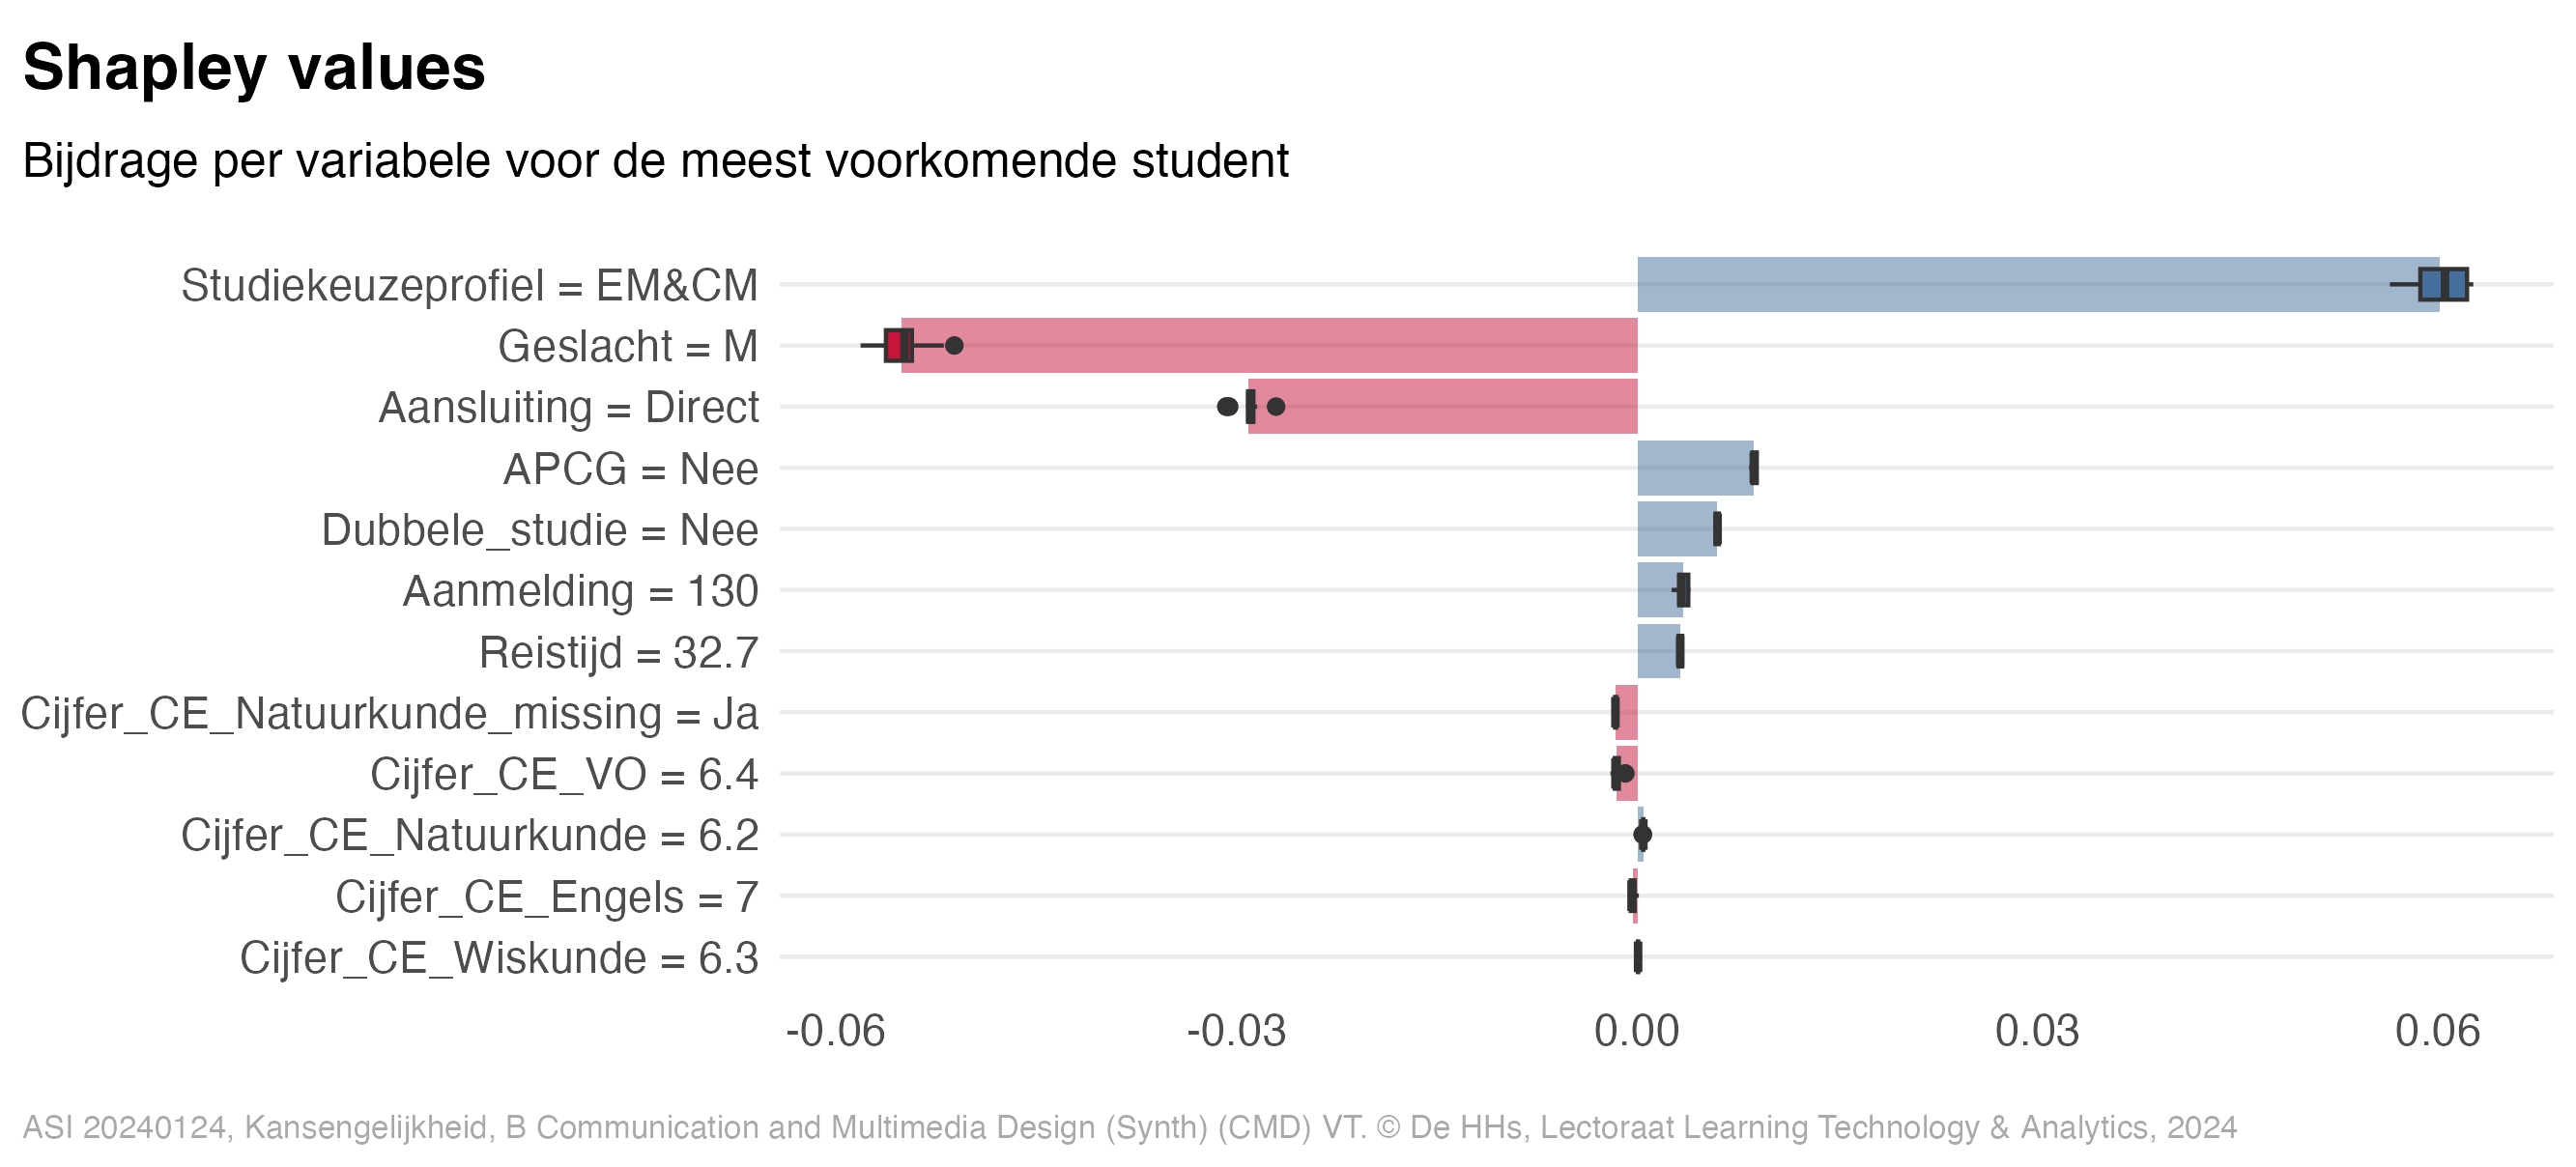 Shapley values
Bijdrage per variabele voor de meest voorkomende student
Studiekeuzeprofiel = EM&CM
Geslacht = M
Aansluiting = Direct
APCG = Nee
Dubbele_studie = Nee
Aanmelding = 130
Reistijd = 32.7
Cijfer_CE_Natuurkunde_missing = Ja
Cijfer_CE_VO = 6.4
Cijfer_CE_Natuurkunde = 6.2
Cijfer_CE_Engels = 7
Cijfer_CE_Wiskunde = 6.3
-0.06 -0.03 0.00 0.03 0.06
ASI 20240124, Kansengelijkheid, B Communication and Multimedia Design (Synth) (CMD) VT. © De HHs, Lectoraat Learning Technology & Analytics, 2024